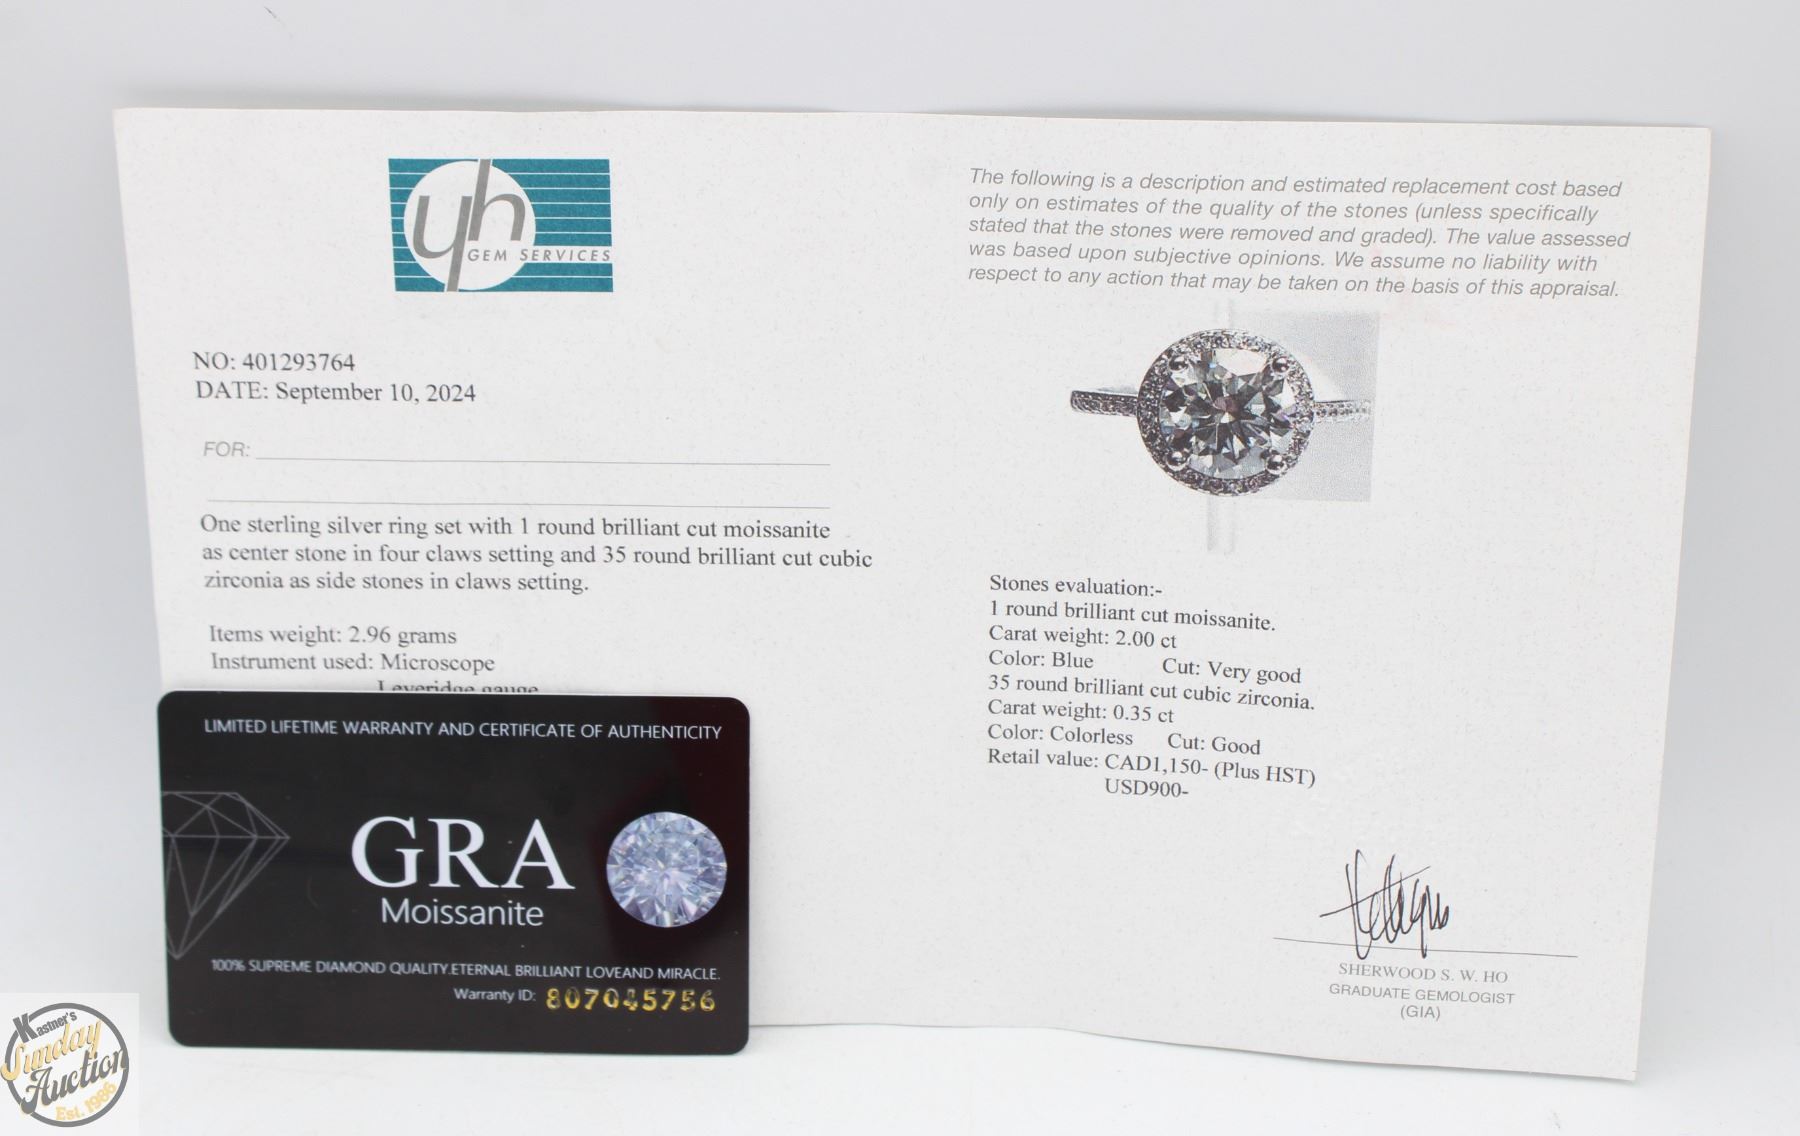 yh
GEM SERVICES
NO: 401293764
DATE: September 10, 2024
FOR:
One sterling silver ring set with 1 round brilliant cut moissanite
as center stone in four claws setting and 35 round brilliant cut cubic
zirconia as side stones in claws setting.
Items weight: 2.96 grams
Instrument used: Microscope
Leveridge gauge
The following is a description and estimated replacement cost based
only on estimates of the quality of the stones (unless specifically
stated that the stones were removed and graded). The value assessed
was based upon subjective opinions. We assume no liability with
respect to any action that may be taken on the basis of this appraisal.
Stones evaluation:-
1 round brilliant cut moissanite.
Carat weight: 2.00 ct
Color: Blue Cut: Very good
35 round brilliant cut cubic zirconia.
Carat weight: 0.35 ct
Color: Colorless Cut: Good
Retail value: CAD1,150- (Plus HST)
USD900-
SHERWOOD S. W. HO
GRADUATE GEMOLOGIST
(GIA)
LIMITED LIFETIME WARRANTY AND CERTIFICATE OF AUTHENTICITY
GRA
Moissanite
100% SUPREME DIAMOND QUALITY.ETERNAL BRILLIANT LOVEAND MIRACLE.
Warranty ID: 807045756
Kastner's
Sunday
Auction
Est. 1986